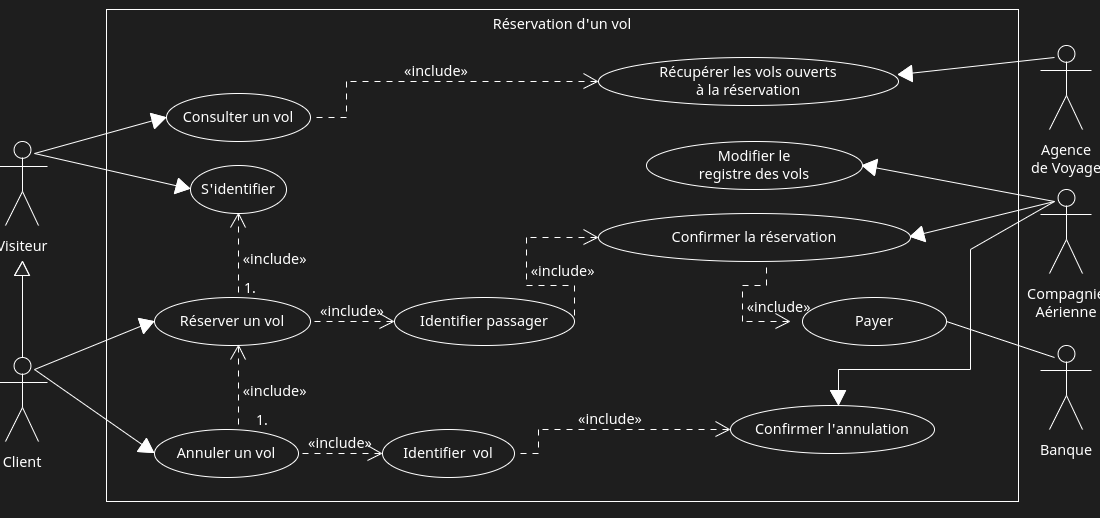 Réservation d'un vol
«include»
Récupérer les vols ouverts
à la réservation
Consulter un vol
Agence
de Voyage
Modifier le
registre des vols
S'identifier
Visiteur
Confirmer la réservation
«include»
«include»
1.
Compagnie
Aérienne
«include»
«include»
Réserver un vol
Identifier passager
Payer
«include»
1.
«include»
Confirmer l'annulation
«include»
Annuler un vol
Identifier  vol
Banque
Client